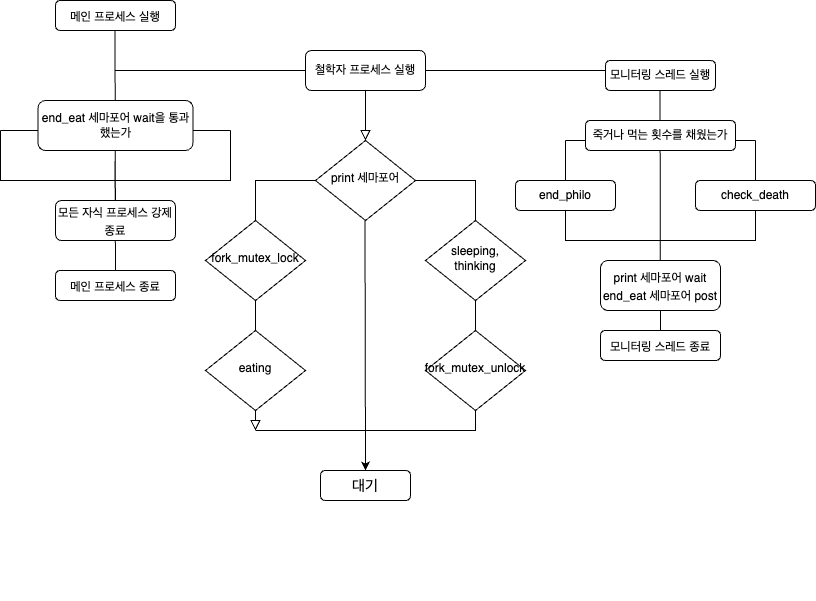 메인 프로세스 실행
철학자 프로세스 실행
모니터링 스레드 실행
end_eat 세마포어 wait을 통과
했는가
죽거나 먹는 횟수를 채웠는가
print 세마포어
end_philo
check_death
모든 자식 프로세스 강제
종료
fork_mutex_lock
sleeping,
thinking
메인 프로세스 종료
print 세마포어 wait
end_eat 세마포어 post
모니터링 스레드 종료
eating
fork_mutex_unlock
대기